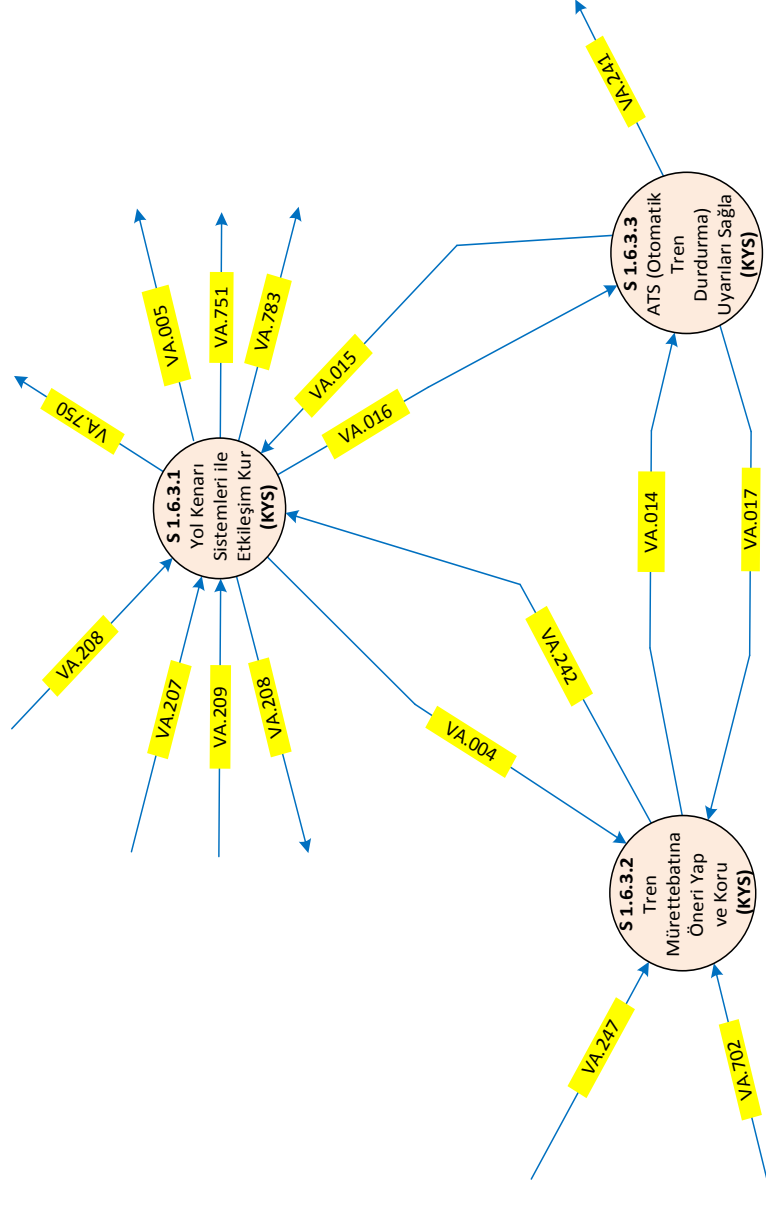 VA.241
VA.005
VA.751
VA.783
VA.750
VA.015
VA.016
S 1.6.3.3
ATS (Otomatik
Tren
Durdurma)
Uyarıları Sağla
(KYS)
S 1.6.3.1
Yol Kenarı
Sistemleri ile
Etkileşim Kur
(KYS)
VA.014
VA.017
VA.208
VA.207
VA.209
VA.208
VA.242
VA.004
S 1.6.3.2
Tren
Mürettebatına
Öneri Yap
ve Koru
(KYS)
VA.247
VA.702